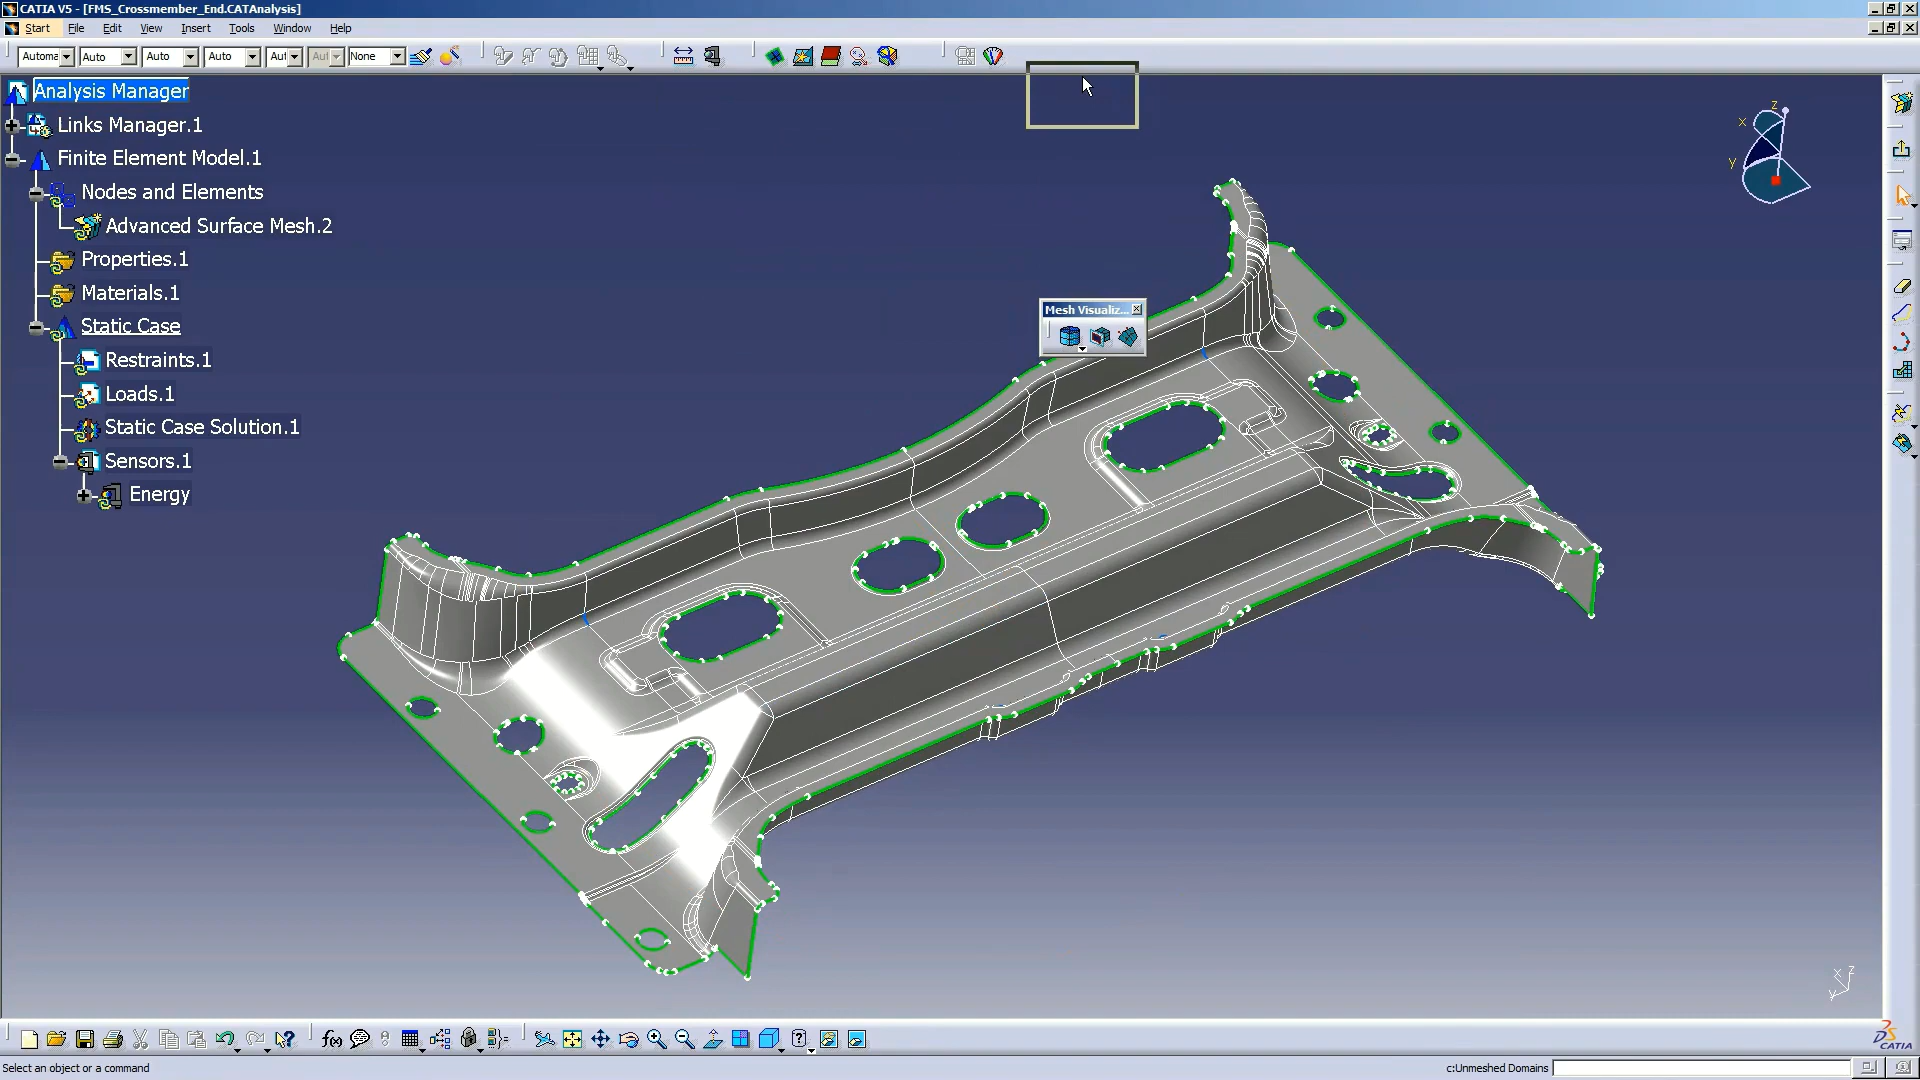 CATIA V5 - [FMS_Crossmember_End.CATAnalysis]
Start File Edit View Insert Tools Window Help
Automa Auto Auto Auto Aut Aut None
Analysis Manager
Links Manager.1
Finite Element Model.1
Nodes and Elements
Advanced Surface Mesh.2
Properties.1
Materials.1
Static Case
Restraints.1
Loads.1
Static Case Solution.1
Sensors.1
Energy
Mesh Visualiz...
z
x
y
x z
y
f(x)
CATIA
Select an object or a command
c:Unmeshed Domains